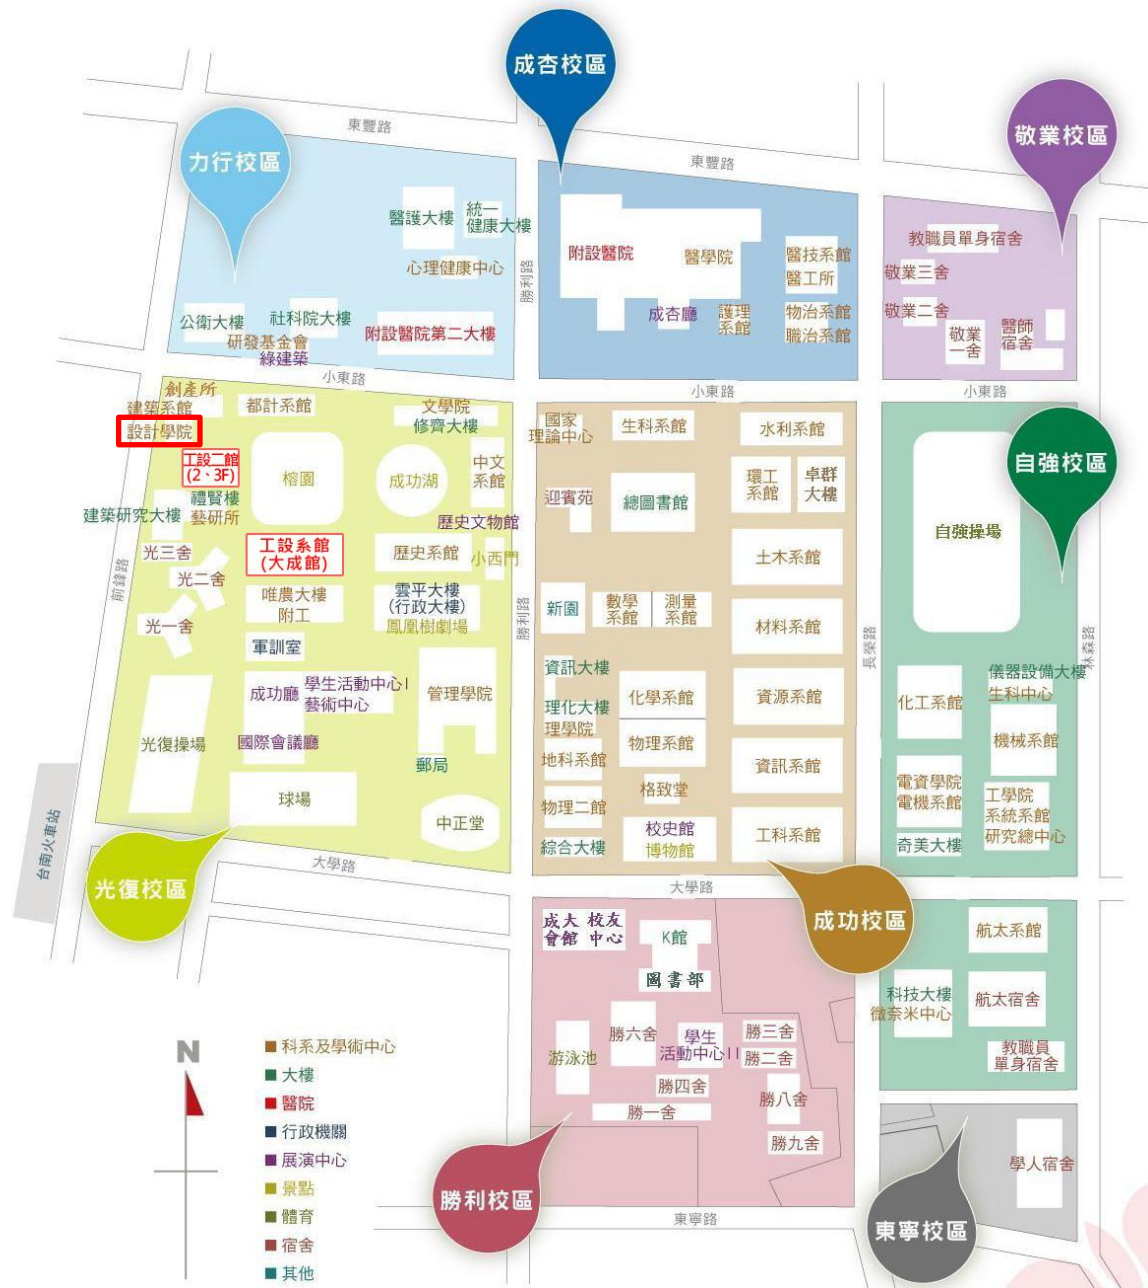 成杏校區
力行校區
敬業校區
東豐路
東豐路
醫護大樓
統一
健康大樓
心理健康中心
公衛大樓
社科院大樓
研發基金會
綠建築
附設醫院第二大樓
勝利路
附設醫院
醫學院
成杏廳
護理
系館
醫技系館
醫工所
物治系館
職治系館
教職員單身宿舍
敬業三舍
敬業二舍
敬業
一舍
醫師
宿舍
小東路
小東路
小東路
創產所
建築系館
設計學院
都計系館
文學院
修齊大樓
工設二館
(2、3F)
榕園
成功湖
中文
系館
禮賢樓
藝研所
建築研究大樓
歷史文物館
光三舍
工設系館
(大成館)
歷史系館
小西門
光二舍
前鋒路
唯農大樓
附工
雲平大樓
(行政大樓)
鳳凰樹劇場
光一舍
軍訓室
勝利路
成功廳
學生活動中心I
藝術中心
管理學院
光復操場
國際會議廳
郵局
球場
中正堂
台南火車站
大學路
光復校區
國家
理論中心
生科系館
水利系館
迎賓苑
總圖書館
環工
系館
卓群
大樓
土木系館
新園
數學
系館
測量
系館
材料系館
長榮路
資訊大樓
理化大樓
理學院
化學系館
資源系館
地科系館
物理系館
資訊系館
物理二館
格致堂
綜合大樓
校史館
博物館
工科系館
大學路
成功校區
自強校區
自強操場
林森路
儀器設備大樓
生科中心
化工系館
機械系館
電資學院
電機系館
工學院
系統系館
研究總中心
奇美大樓
航太系館
科技大樓
微奈米中心
航太宿舍
教職員
單身宿舍
成大 校友
會館 中心
K館
圖書部
勝六舍
游泳池
學生
活動中心II
勝三舍
勝二舍
勝四舍
勝一舍
勝八舍
勝九舍
勝利校區
東寧路
東寧校區
學人宿舍
N
科系及學術中心
大樓
醫院
行政機關
展演中心
景點
體育
宿舍
其他